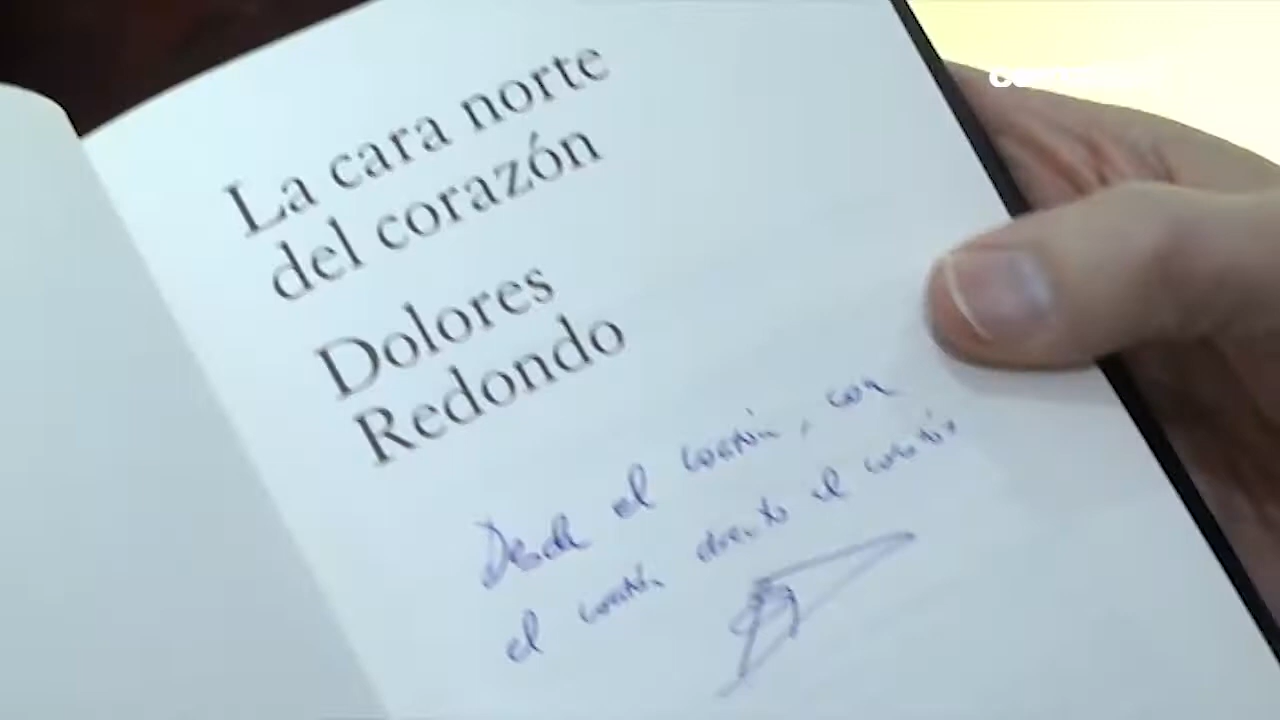 La cara norte
del corazón
Dolores
Redondo
Desde el corazón, con
el corazón directo al corazón